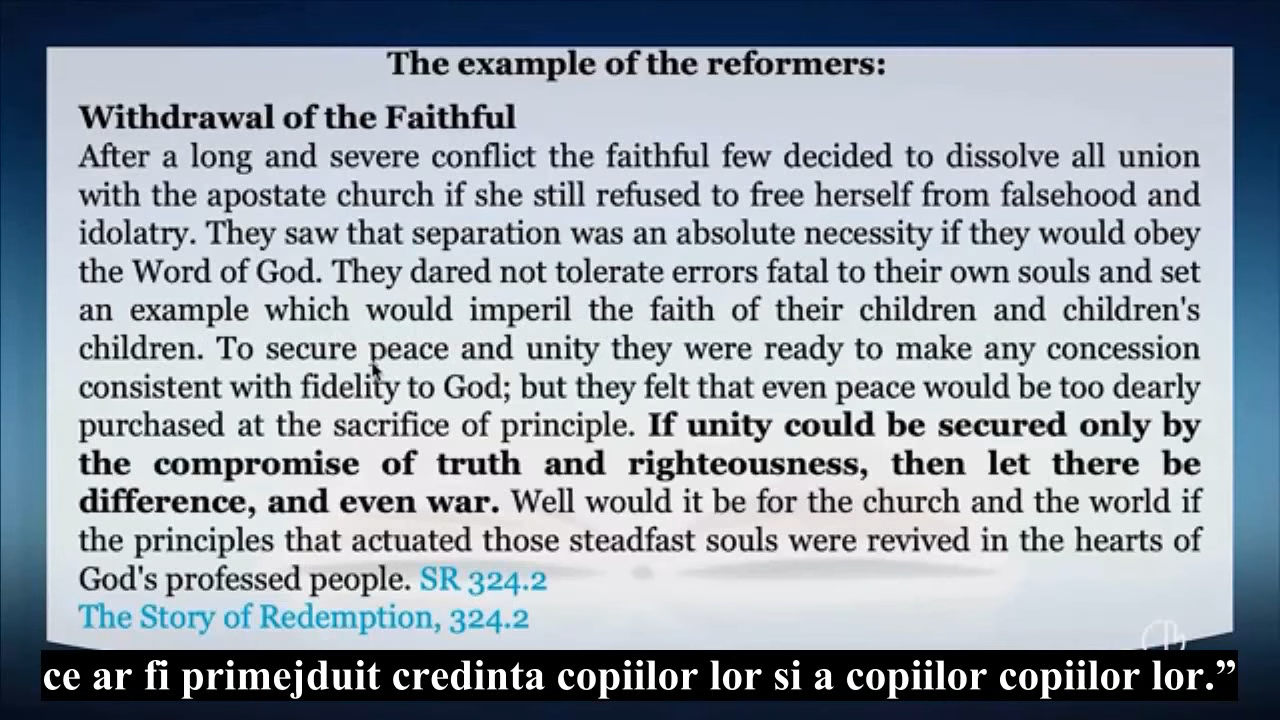 The example of the reformers:
Withdrawal of the Faithful
After a long and severe conflict the faithful few decided to dissolve all union
with the apostate church if she still refused to free herself from falsehood and
idolatry. They saw that separation was an absolute necessity if they would obey
the Word of God. They dared not tolerate errors fatal to their own souls and set
an example which would imperil the faith of their children and children's
children. To secure peace and unity they were ready to make any concession
consistent with fidelity to God; but they felt that even peace would be too dearly
purchased at the sacrifice of principle. If unity could be secured only by
the compromise of truth and righteousness, then let there be
difference, and even war. Well would it be for the church and the world if
the principles that actuated those steadfast souls were revived in the hearts of
God's professed people. SR 324.2
The Story of Redemption, 324.2
ce ar fi primejduit credinta copiilor lor si a copiilor copiilor lor.”